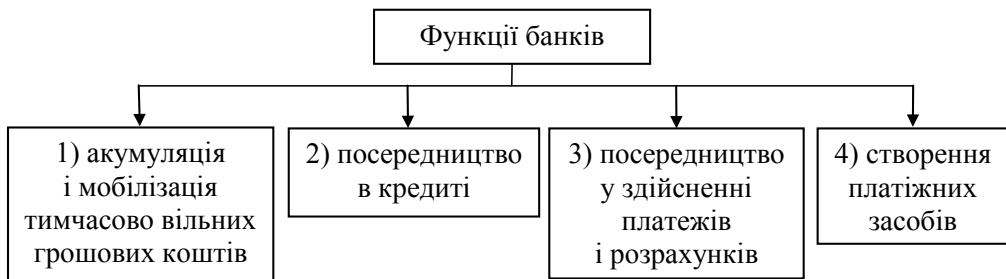 Функції банків
1) акумуляція
і мобілізація
тимчасово вільних
грошових коштів
2) посередництво
в кредиті
3) посередництво
у здійсненні
платежів
і розрахунків
4) створення
платіжних
засобів